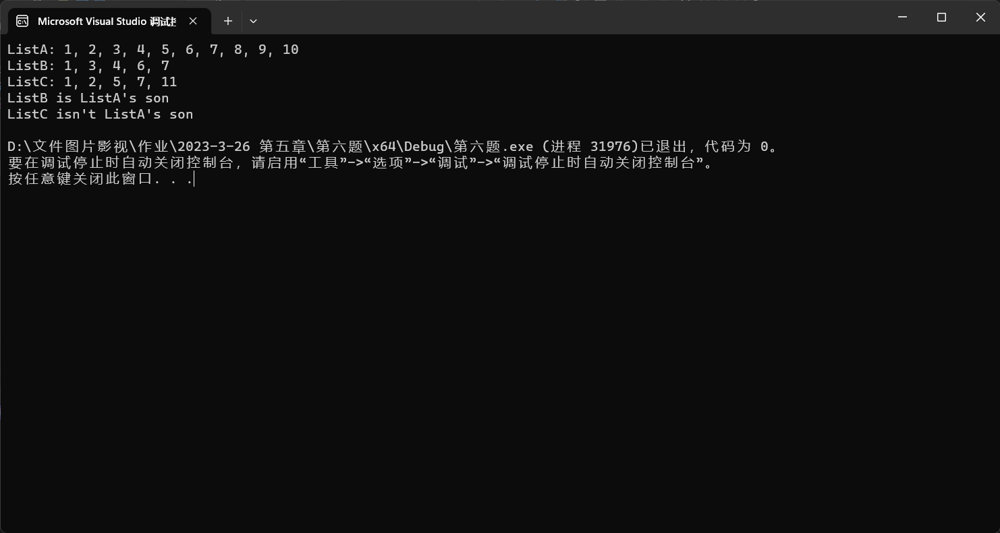 Microsoft Visual Studio 调试
ListA: 1, 2, 3, 4, 5, 6, 7, 8, 9, 10
ListB: 1, 3, 4, 6, 7
ListC: 1, 2, 5, 7, 11
ListB is ListA's son
ListC isn't ListA's son
D:\文件图片影视\作业\2023-3-26 第五章\第六题\x64\Debug\第六题.exe (进程 31976)已退出，代码为 0。
要在调试停止时自动关闭控制台，请启用“工具”->“选项”->“调试”->“调试停止时自动关闭控制台”。
按任意键关闭此窗口. . .